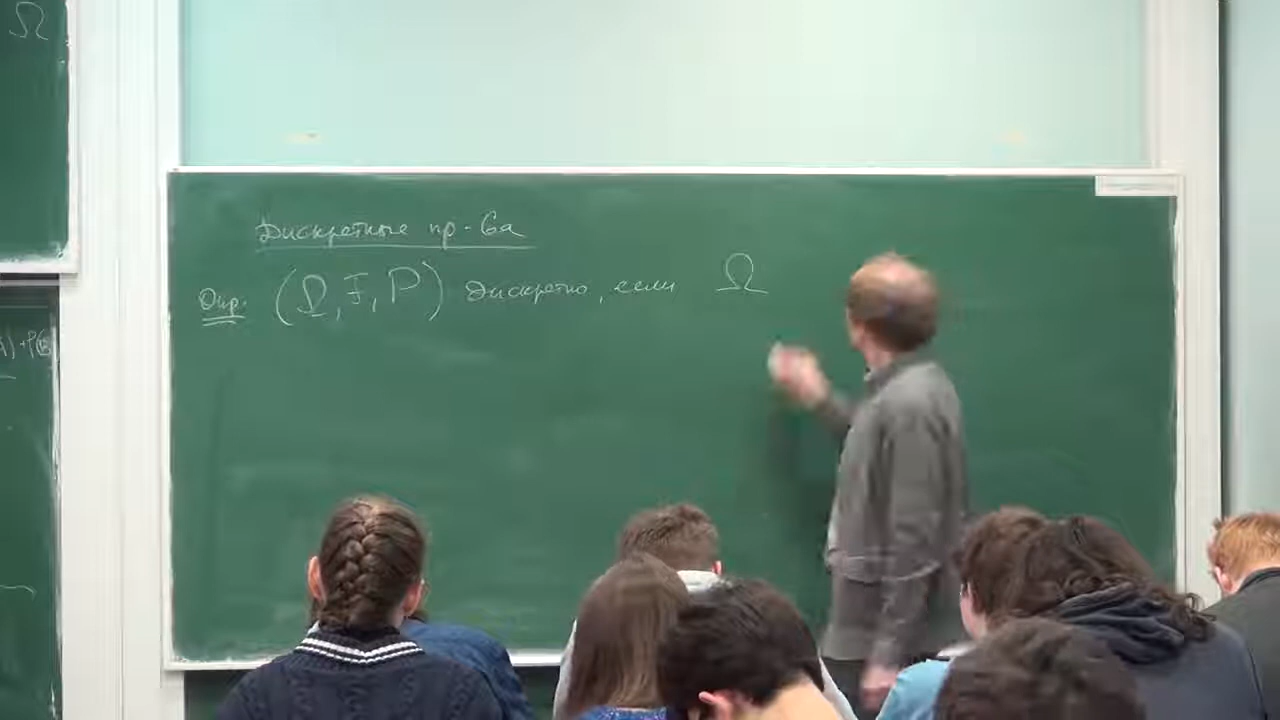 Ω
A)+P(B
Дискретные пр-ва
Опр: (Ω, F, P) дискретно, если Ω